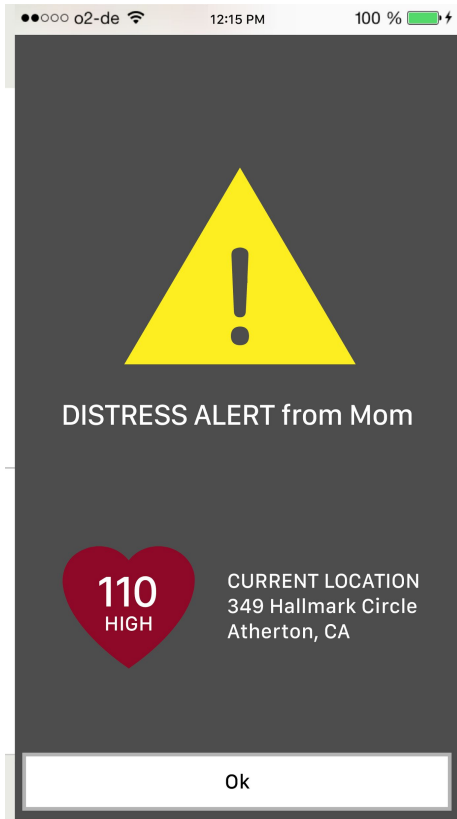 o2-de 12:15 PM 100 %
!
DISTRESS ALERT from Mom
110
HIGH
CURRENT LOCATION
349 Hallmark Circle
Atherton, CA
Ok